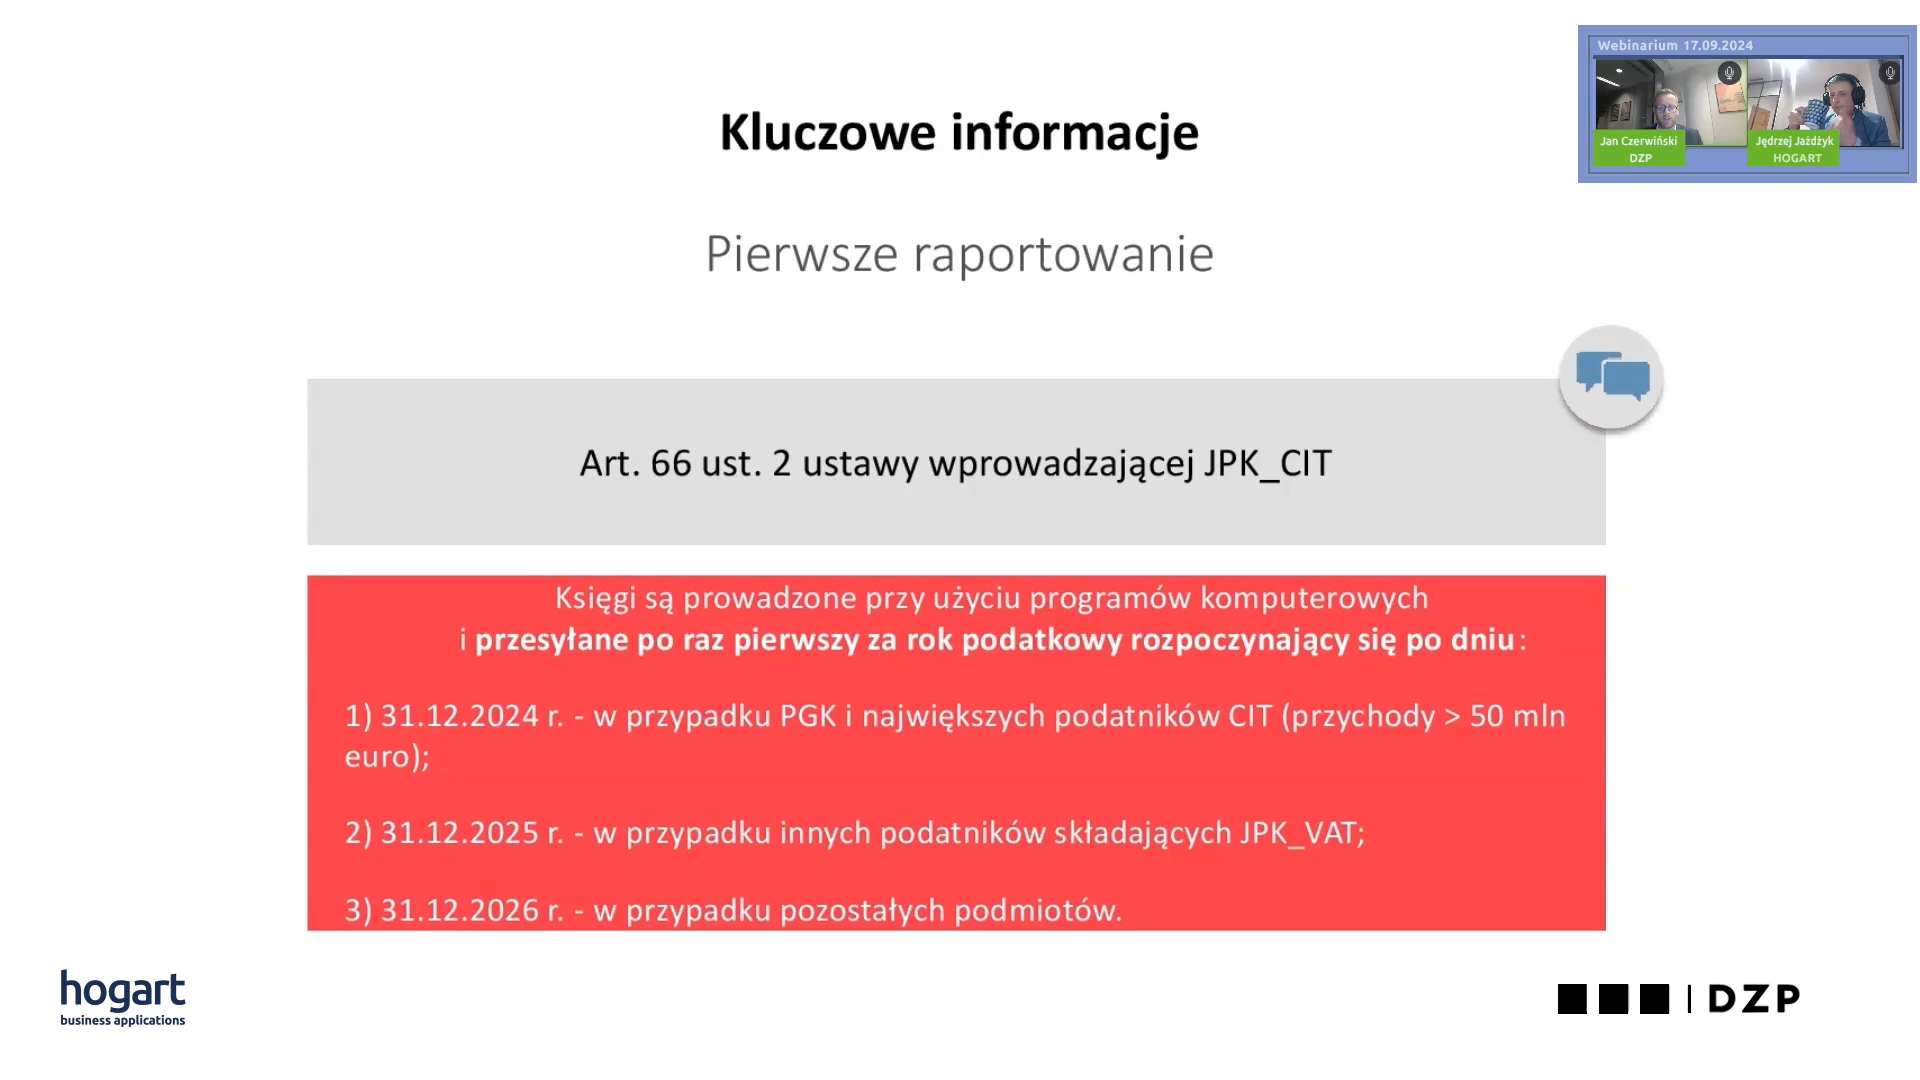 Webinarium 17.09.2024
Jan Czerwiński
DZP
Jędrzej Jażdżyk
HOGART
Kluczowe informacje
Pierwsze raportowanie
Art. 66 ust. 2 ustawy wprowadzającej JPK_CIT
Księgi są prowadzone przy użyciu programów komputerowych
i przesyłane po raz pierwszy za rok podatkowy rozpoczynający się po dniu:
1) 31.12.2024 r. - w przypadku PGK i największych podatników CIT (przychody > 50 mln
euro);
2) 31.12.2025 r. - w przypadku innych podatników składających JPK_VAT;
3) 31.12.2026 r. - w przypadku pozostałych podmiotów.
hogart
business applications
DZP